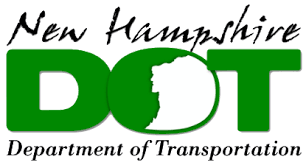 New Hampshire
DOT
Department of Transportation